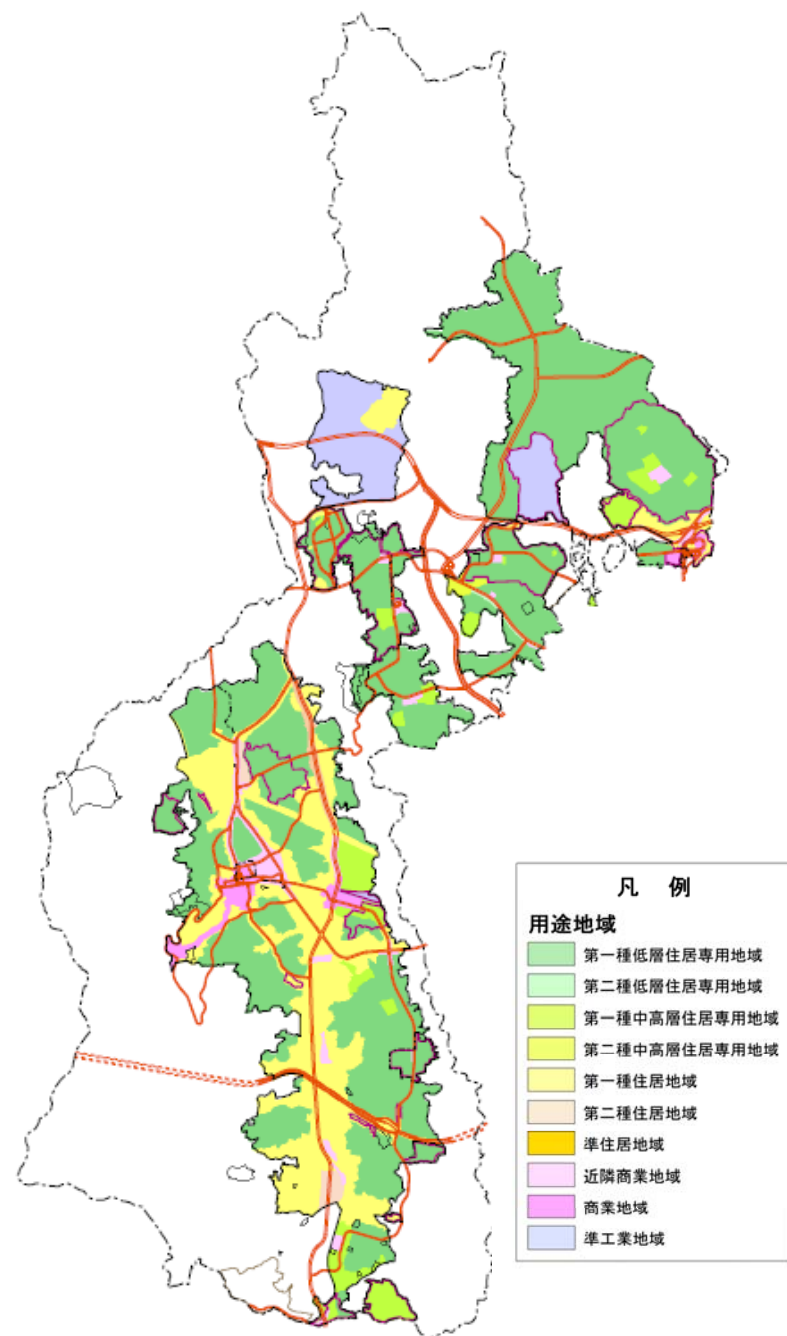 凡 例
用途地域
第一種低層住居専用地域
第二種低層住居専用地域
第一種中高層住居専用地域
第二種中高層住居専用地域
第一種住居地域
第二種住居地域
準住居地域
近隣商業地域
商業地域
準工業地域